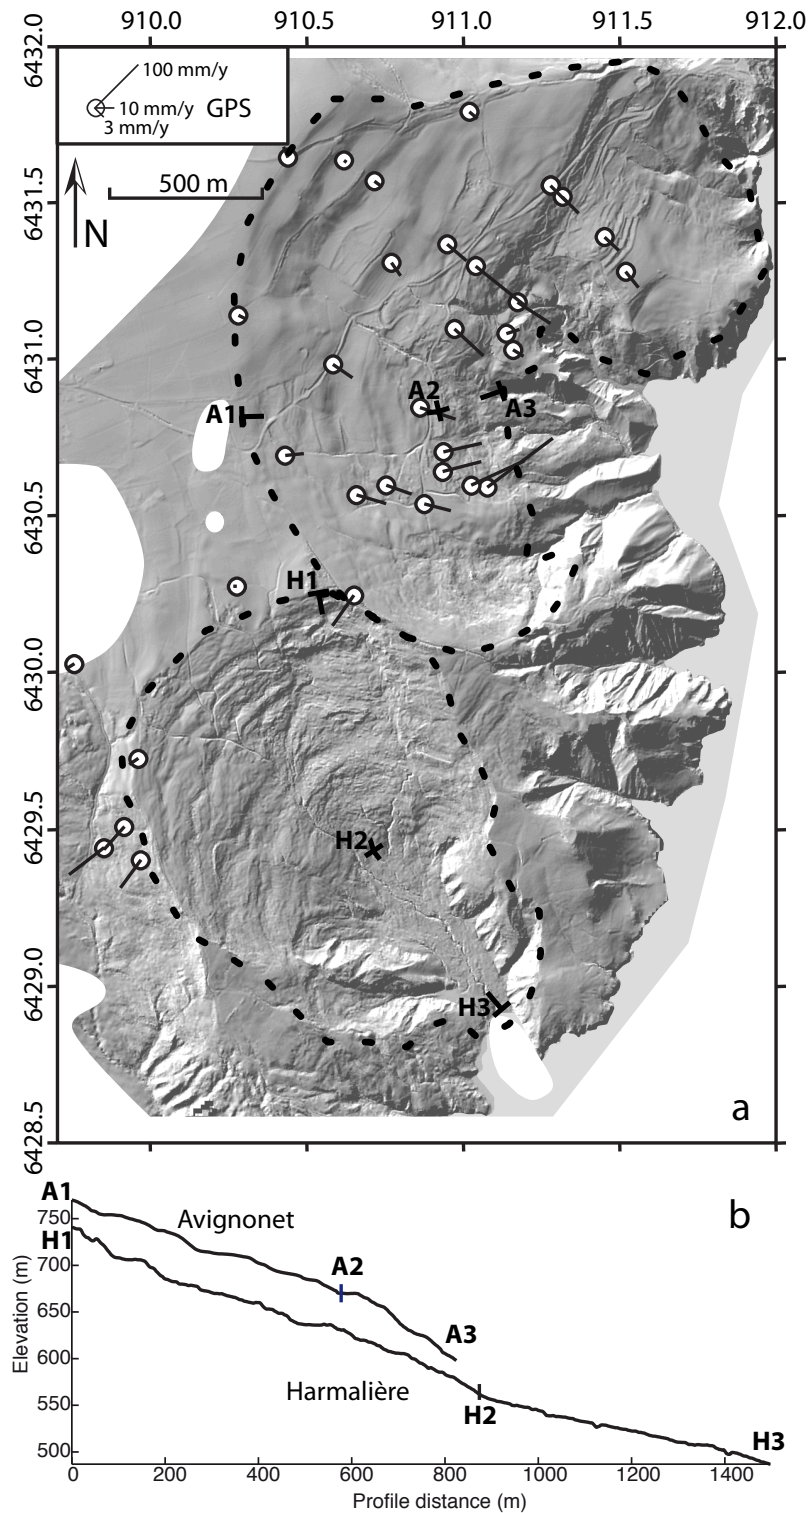 910.0 910.5 911.0 911.5 912.0
6432.0
6431.5
6431.0
6430.5
6430.0
6429.5
6429.0
6428.5
100 mm/y
10 mm/y GPS
3 mm/y
500 m
N
A1
A2
A3
H1
H2
H3
a
b
A1
H1
Avignonet
A2
A3
Harmalière
H2
H3
Elevation (m)
750
700
650
600
550
500
0 200 400 600 800 1000 1200 1400
Profile distance (m)